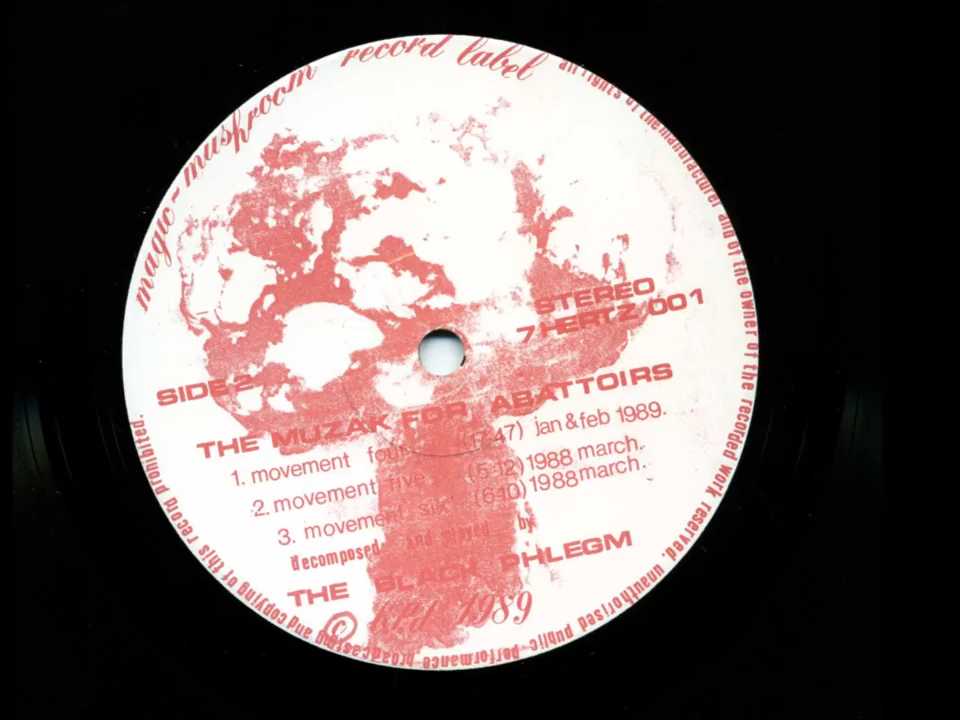 magic-mushroom record label
all rights of the manufacturer and of the owner of the recorded work reserved. unauthorised public performance broadcasting and copying of this record prohibited.
STEREO
7 HERTZ 001
SIDE 2
THE MUZAK FOR ABATTOIRS
1. movement four (17:47) jan & feb 1989.
2. movement five (5:12) 1988 march.
3. movement six (6:10) 1988 march.
decomposed and played by
THE BLACK PHLEGM
© 1989